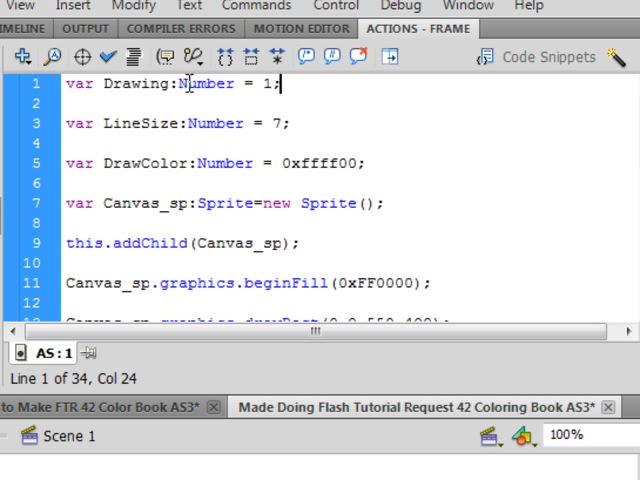 View Insert Modify Text Commands Control Debug Window Help
IMELINE OUTPUT COMPILER ERRORS MOTION EDITOR ACTIONS - FRAME
Code Snippets
1 var Drawing:Number = 1;
2
3 var LineSize:Number = 7;
4
5 var DrawColor:Number = 0xffff00;
6
7 var Canvas_sp:Sprite=new Sprite();
8
9 this.addChild(Canvas_sp);
10
11 Canvas_sp.graphics.beginFill(0xFF0000);
12
AS:1
Line 1 of 34, Col 24
to Make FTR 42 Color Book AS3* Made Doing Flash Tutorial Request 42 Coloring Book AS3*
Scene 1 100%